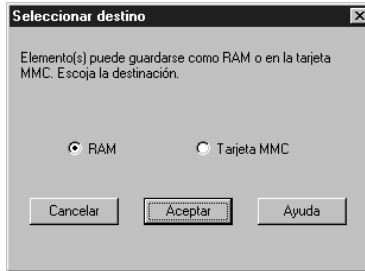 Seleccionar destino
Elemento(s) puede guardarse como RAM o en la tarjeta
MMC. Escoja la destinación.
RAM Tarjeta MMC
Cancelar Aceptar Ayuda